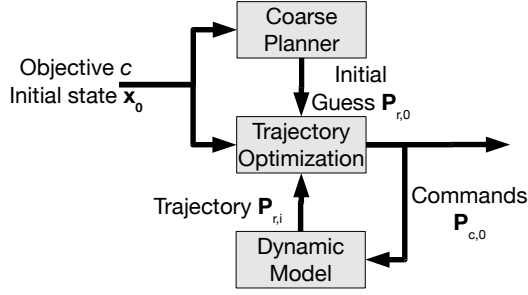 Coarse
Planner
Objective c
Initial state x0
Initial
Guess Pr,0
Trajectory
Optimization
Trajectory Pr,i
Commands
Pc,0
Dynamic
Model